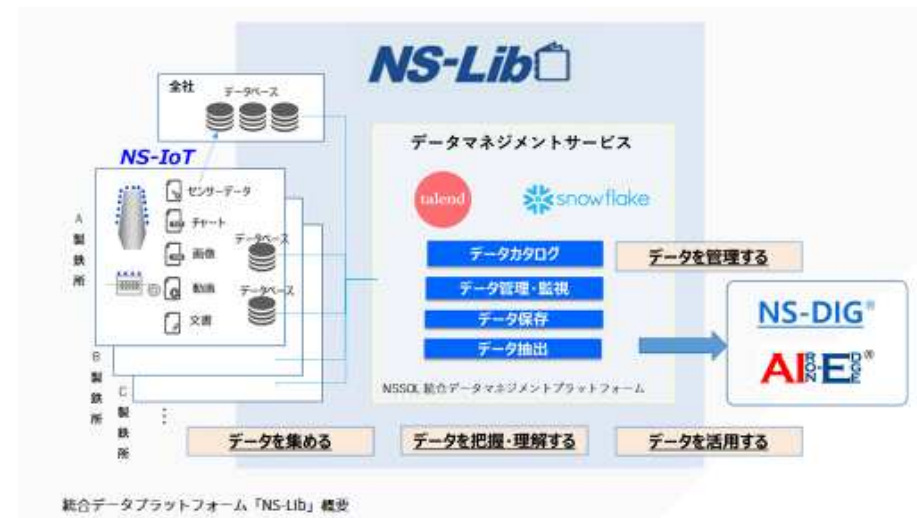 NS-Lib
全社
データベース
NS-IoT
センサーデータ
チャート
画像
データベース
動画
データベース
文書
A製鉄所
B製鉄所
C製鉄所
⋮
データマネジメントサービス
talend
snowflake
データカタログ
データ管理・監視
データ保存
データ抽出
NSSOL 統合データマネジメントプラットフォーム
データを管理する
NS-DIG®
AIRON-EDGE®
データを集める
データを把握・理解する
データを活用する
統合データプラットフォーム「NS-Lib」概要